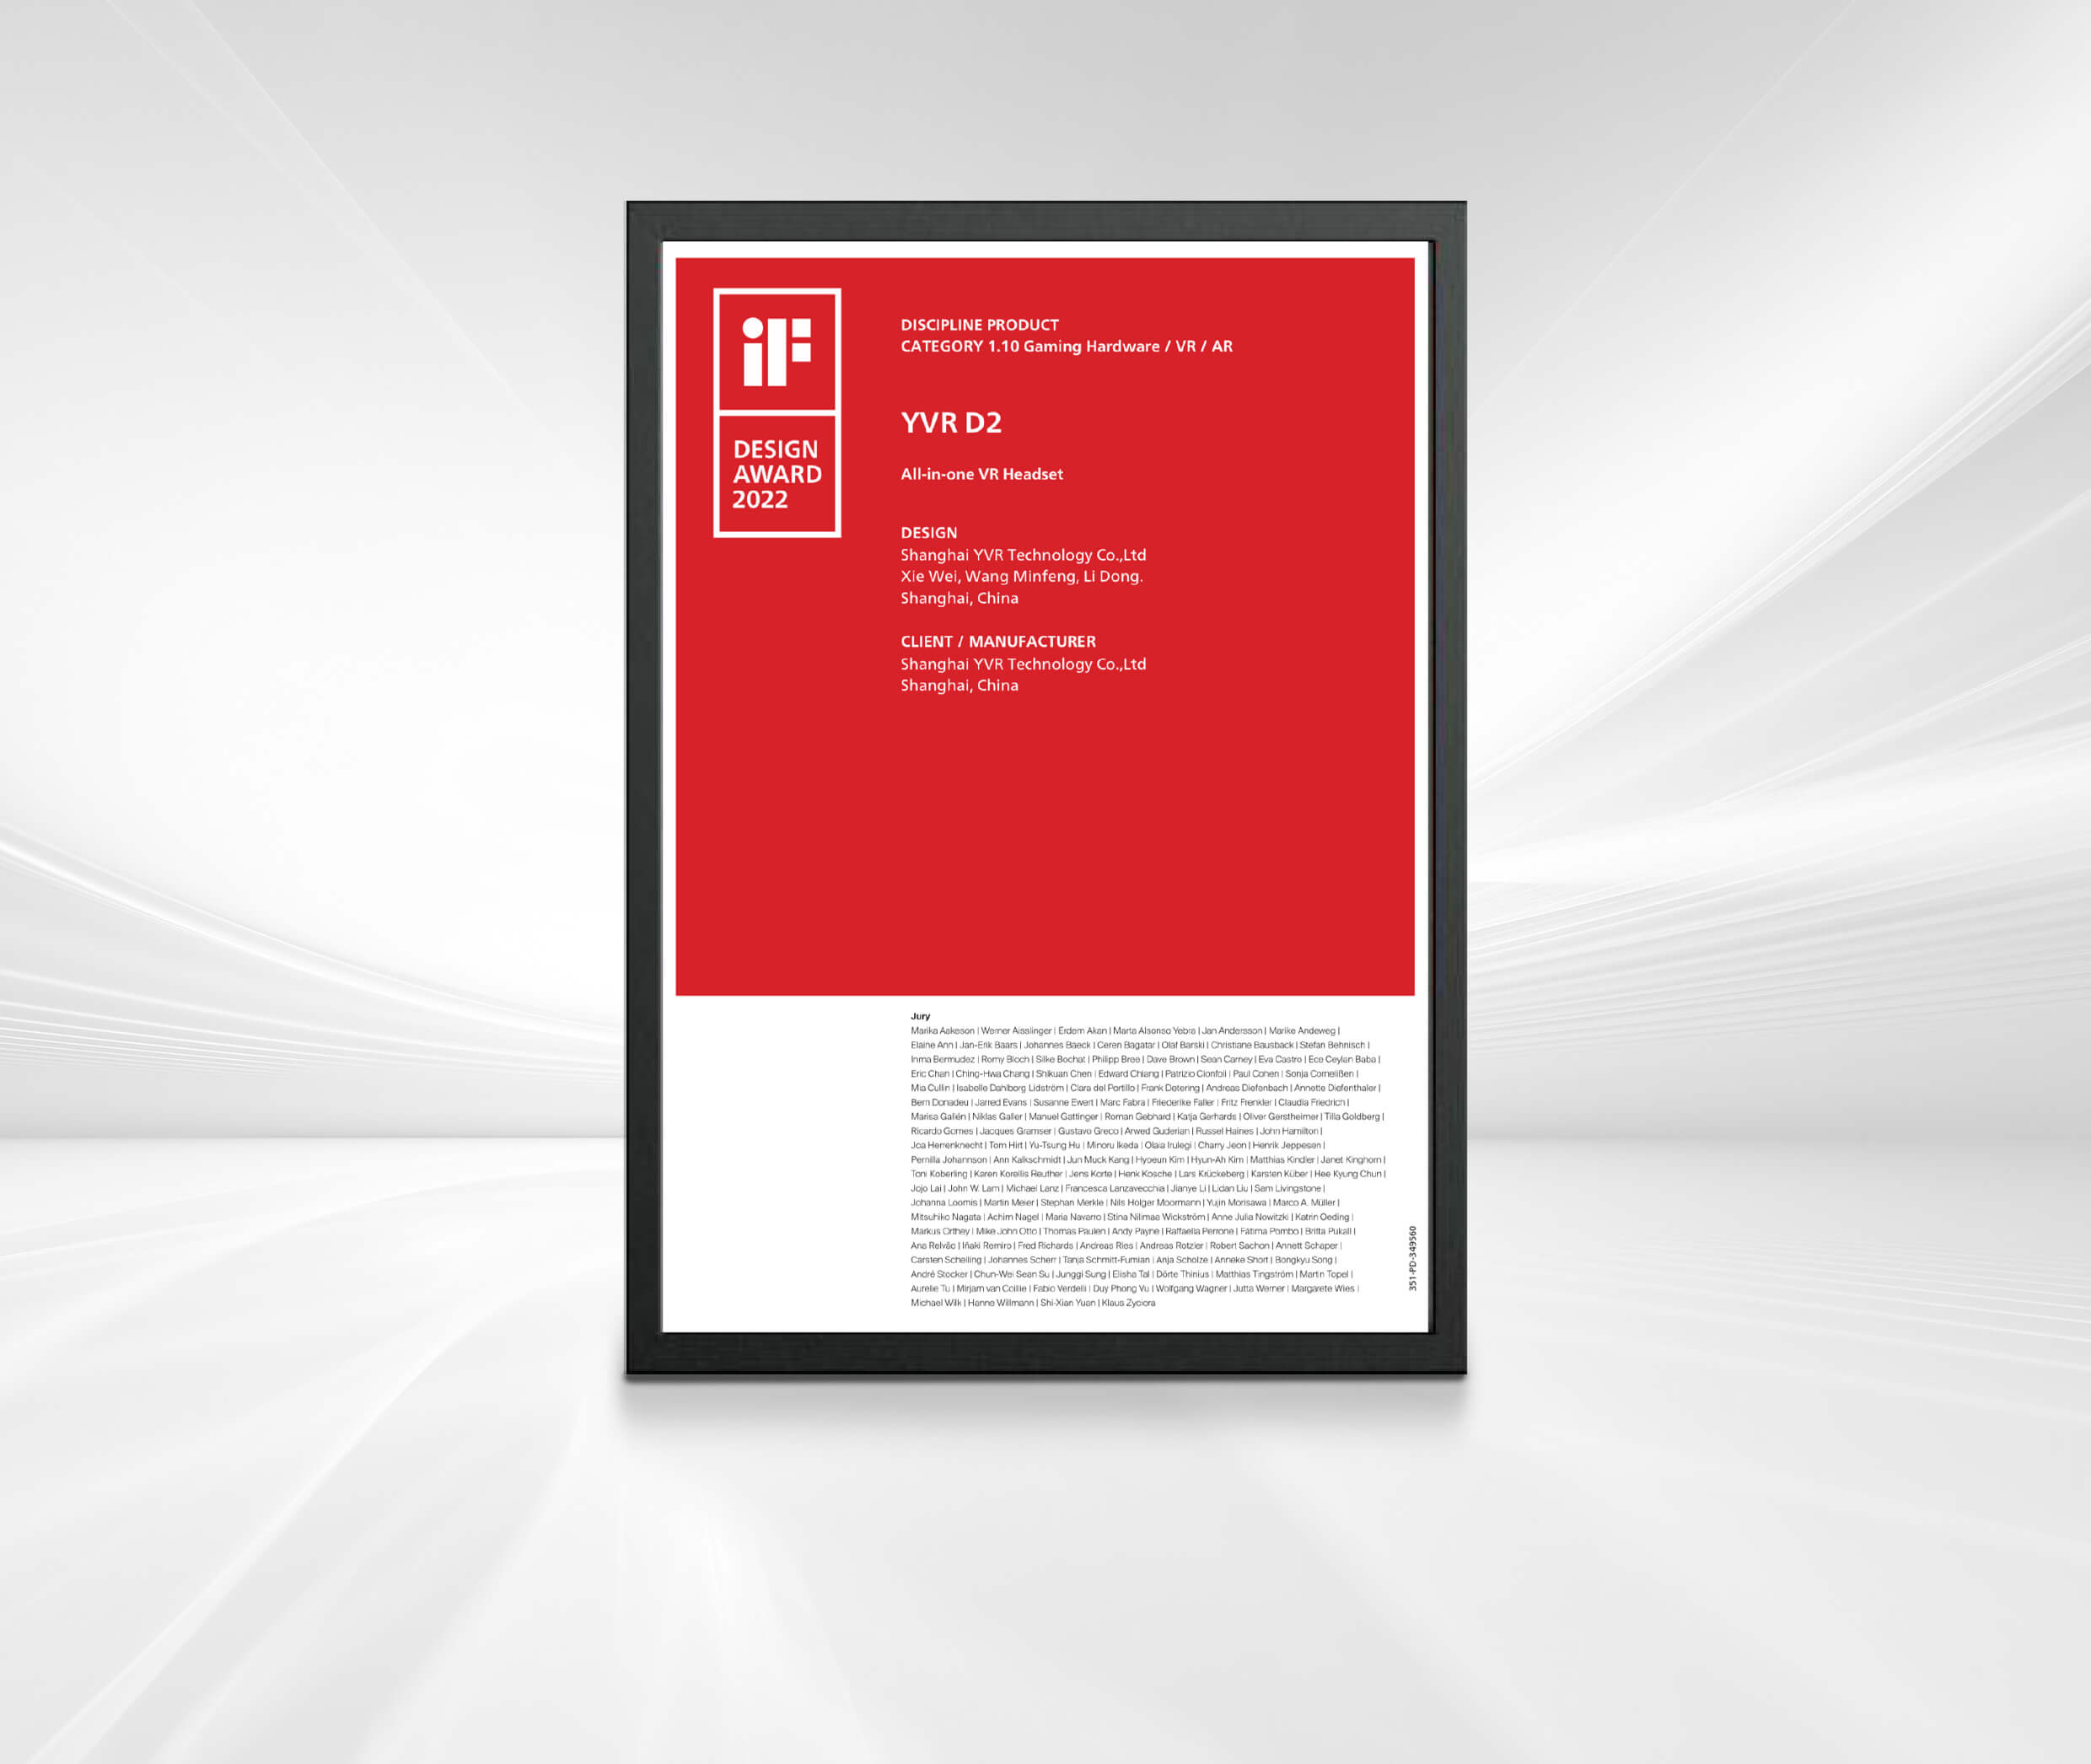 iF
DESIGN
AWARD
2022
DISCIPLINE PRODUCT
CATEGORY 1.10 Gaming Hardware / VR / AR
YVR D2
All-in-one VR Headset
DESIGN
Shanghai YVR Technology Co.,Ltd
Xie Wei, Wang Minfeng, Li Dong.
Shanghai, China
CLIENT / MANUFACTURER
Shanghai YVR Technology Co.,Ltd
Shanghai, China
Jury
Marika Aakeson | Werner Aisslinger | Erdem Akan | Marta Alsonso Yebra | Jan Andersson | Marike Andeweg |
Elaine Ann | Jan-Erik Baars | Johannes Baeck | Ceren Bagatar | Olaf Barski | Christiane Bausback | Stefan Behnisch |
Inma Bermudez | Romy Bloch | Silke Bochat | Philipp Bree | Dave Brown | Sean Carney | Eva Castro | Ece Ceylan Baba |
Eric Chan | Ching-Hwa Chang | Shikuan Chen | Edward Chiang | Patrizio Cionfoli | Paul Cohen | Sonja Cornelißen |
Mia Cullin | Isabelle Dahlborg Lidström | Clara del Portillo | Frank Detering | Andreas Diefenbach | Annette Diefenthaler |
Bern Donadeu | Jarred Evans | Susanne Ewert | Marc Fabra | Friederike Faller | Fritz Frenkler | Claudia Friedrich |
Marisa Gallén | Niklas Galler | Manuel Gattinger | Roman Gebhard | Katja Gerhards | Oliver Gerstheimer | Tilla Goldberg |
Ricardo Gomes | Jacques Gramser | Gustavo Greco | Arwed Guderian | Russel Haines | John Hamilton |
Joa Herrenknecht | Tom Hirt | Yu-Tsung Hu | Minoru Ikeda | Olaia Irulegi | Charry Jeon | Henrik Jeppesen |
Pernilla Johannson | Ann Kalkschmidt | Jun Muck Kang | Hyoeun Kim | Hyun-Ah Kim | Matthias Kindler | Janet Kinghorn |
Toni Koberling | Karen Korellis Reuther | Jens Korte | Henk Kosche | Lars Krückeberg | Karsten Küber | Hee Kyung Chun |
Jojo Lai | John W. Lam | Michael Lanz | Francesca Lanzavecchia | Jianye Li | Lidan Liu | Sam Livingstone |
Johanna Loomis | Martin Meier | Stephan Merkle | Nils Holger Moormann | Yujin Morisawa | Marco A. Müller |
Mitsuhiko Nagata | Achim Nagel | Maria Navarro | Stina Nilimaa Wickström | Anne Julia Nowitzki | Katrin Oeding |
Markus Orthey | Mike John Otto | Thomas Paulen | Andy Payne | Raffaella Perrone | Fátima Pombo | Britta Pukall |
Ana Relvão | Iñaki Remiro | Fred Richards | Andreas Ries | Andreas Rotzler | Robert Sachon | Annett Schaper |
Carsten Schelling | Johannes Scherr | Tanja Schmitt-Fumian | Anja Scholze | Anneke Short | Bongkyu Song |
André Stocker | Chun-Wei Sean Su | Junggi Sung | Elisha Tal | Dörte Thinius | Matthias Tingström | Martin Topel |
Aurelie Tu | Mirjam van Coillie | Fabio Verdelli | Duy Phong Vu | Wolfgang Wagner | Jutta Werner | Margarete Wies |
Michael Wilk | Hanne Willmann | Shi-Xian Yuen | Klaus Zyciora
351-PD-349560